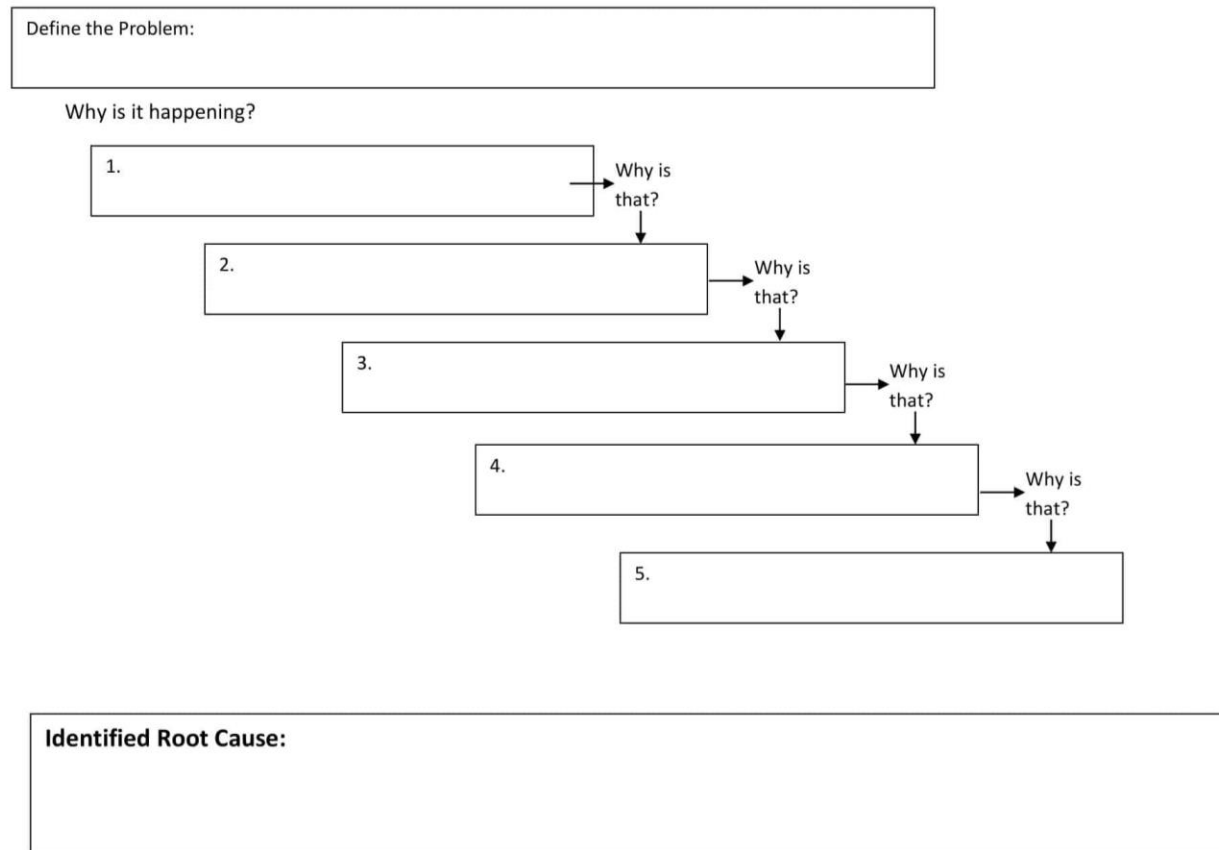 Define the Problem:
Why is it happening?
1.
Why is
that?
2.
Why is
that?
3.
Why is
that?
4.
Why is
that?
5.
Identified Root Cause: